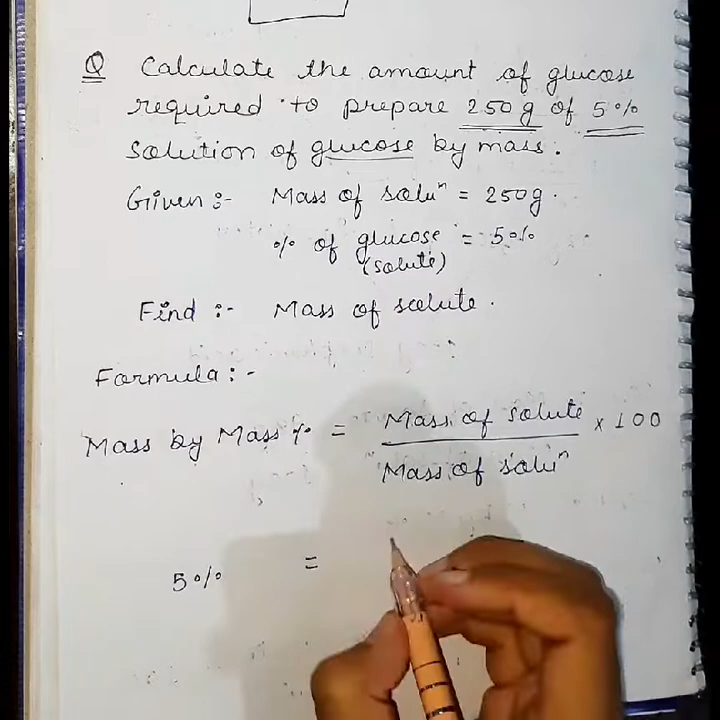 Q Calculate the amount of glucose
required to prepare 250g of 5%
solution of glucose by mass.
Given :- Mass of soluⁿ = 250g.
% of glucose = 5%
(solute)
Find :- Mass of solute.
Formula :-
Mass by Mass % = Mass of solute × 100
Mass of soluⁿ
5% =